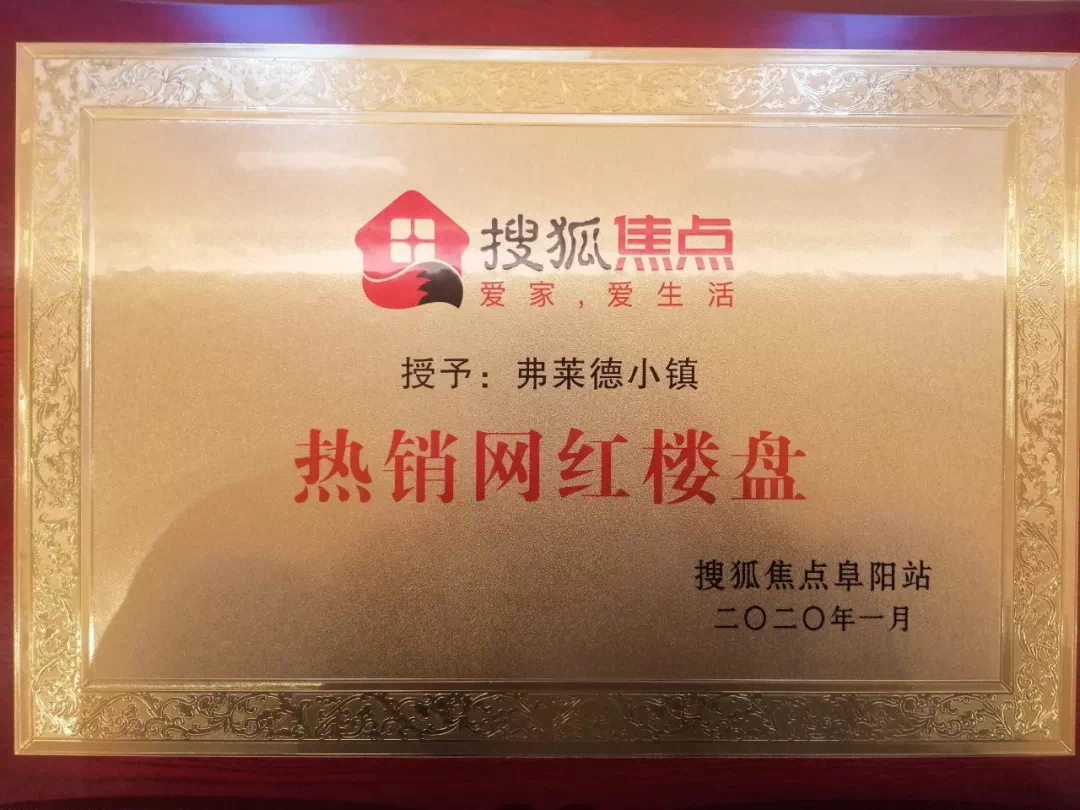 搜狐焦点
爱家,爱生活
授予：弗莱德小镇
热销网红楼盘
搜狐焦点阜阳站
二〇二〇年一月